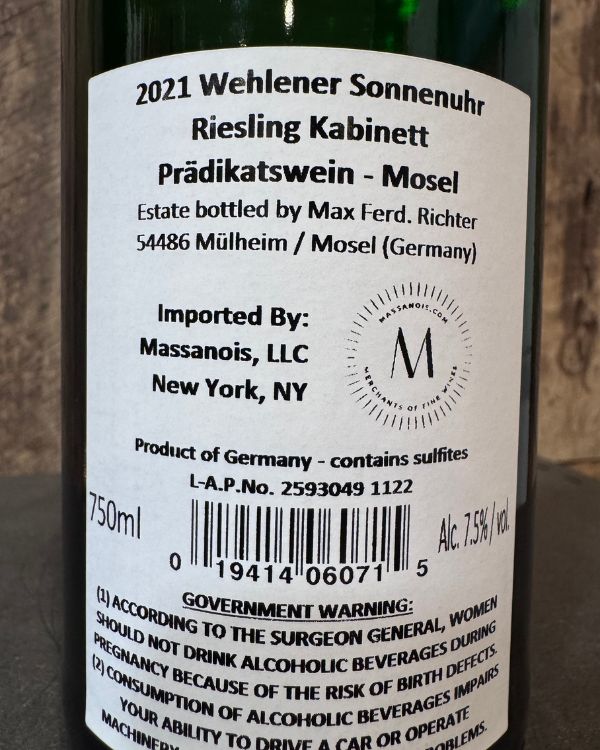 2021 Wehlener Sonnenuhr
Riesling Kabinett
Prädikatswein - Mosel
Estate bottled by Max Ferd. Richter
54486 Mülheim / Mosel (Germany)
Imported By:
Massanois, LLC
New York, NY
MASSANOIS.COM
M
MERCHANTS OF FINE WINES
Product of Germany - contains sulfites
L-A.P.No. 2593049 1122
750ml
Alc. 7.5% / vol.
0 19414 06071 5
GOVERNMENT WARNING:
(1) ACCORDING TO THE SURGEON GENERAL, WOMEN
SHOULD NOT DRINK ALCOHOLIC BEVERAGES DURING
PREGNANCY BECAUSE OF THE RISK OF BIRTH DEFECTS.
(2) CONSUMPTION OF ALCOHOLIC BEVERAGES IMPAIRS
YOUR ABILITY TO DRIVE A CAR OR OPERATE
MACHINERY PROBLEMS.